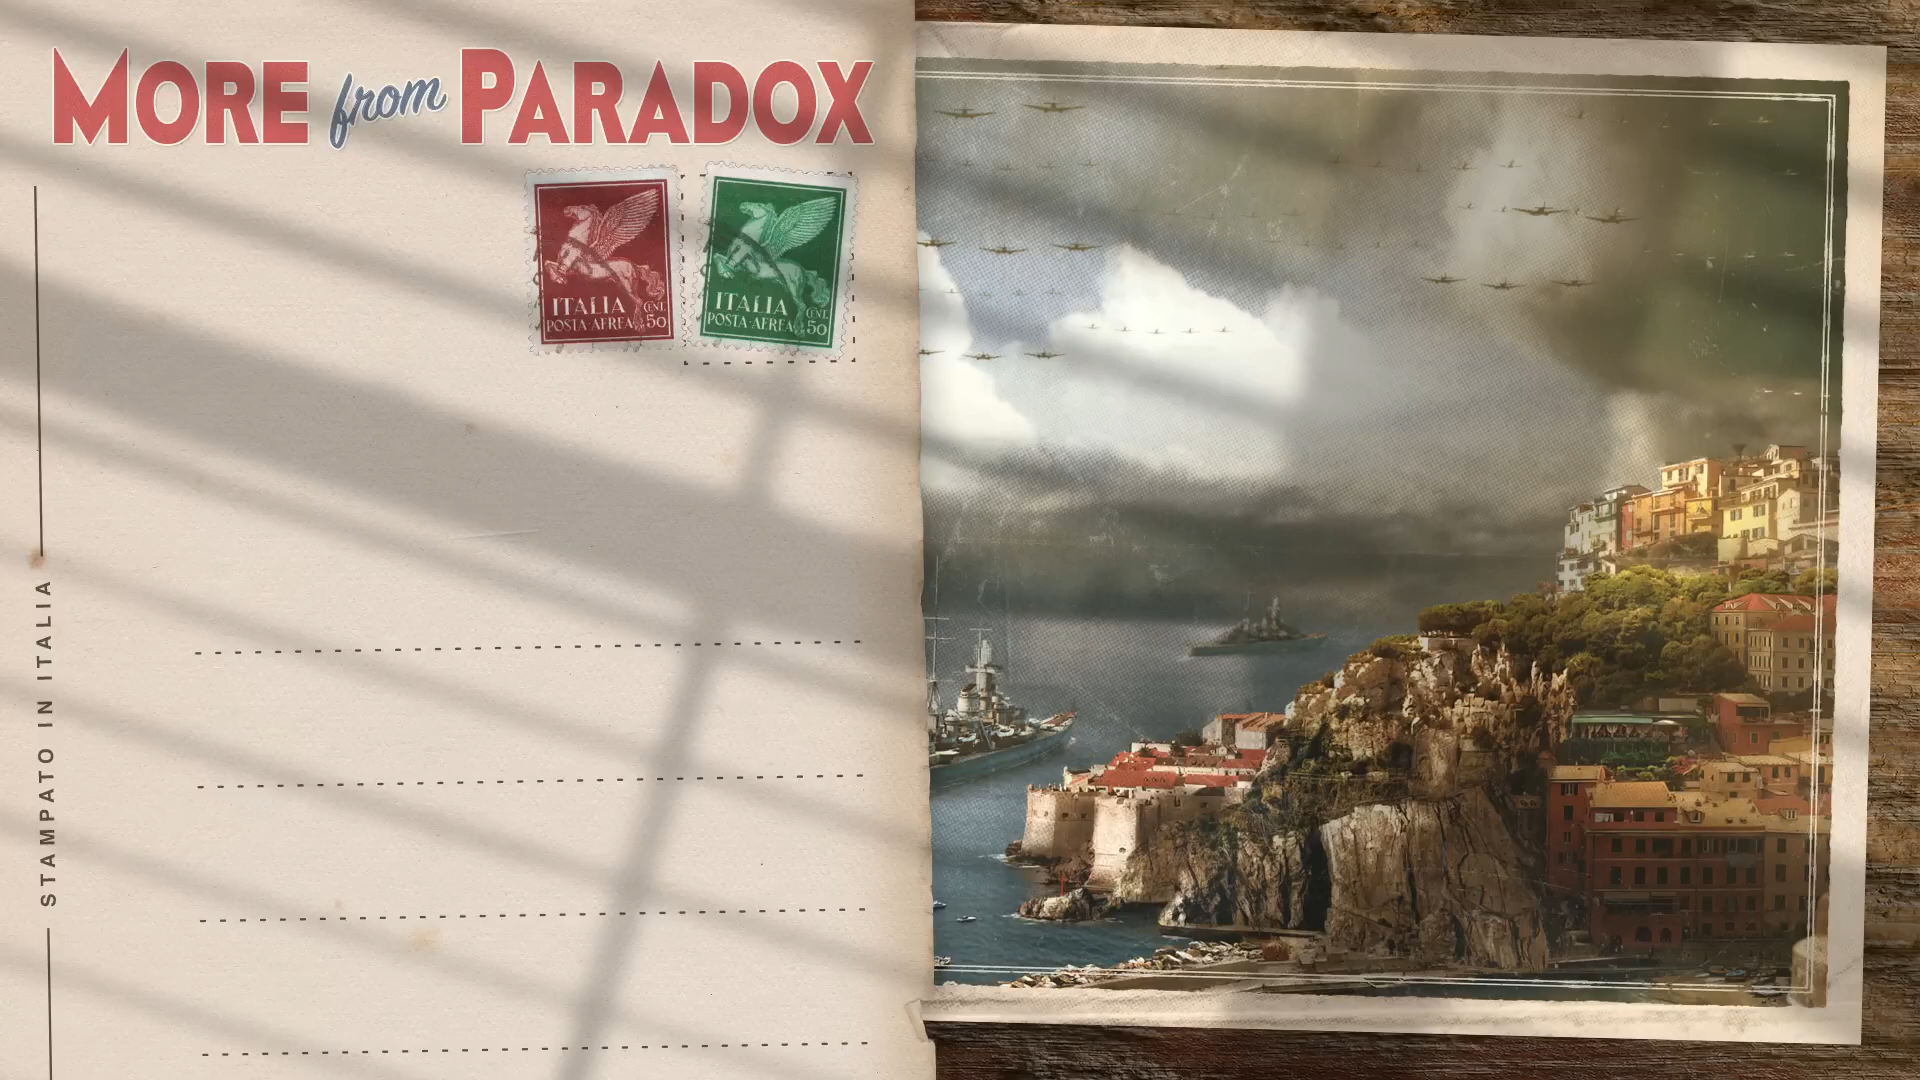 MORE from PARADOX
ITALIA
POSTA·AEREA
CENT.
50
ITALIA
POSTA·AEREA
CENT.
50
STAMPATO IN ITALIA